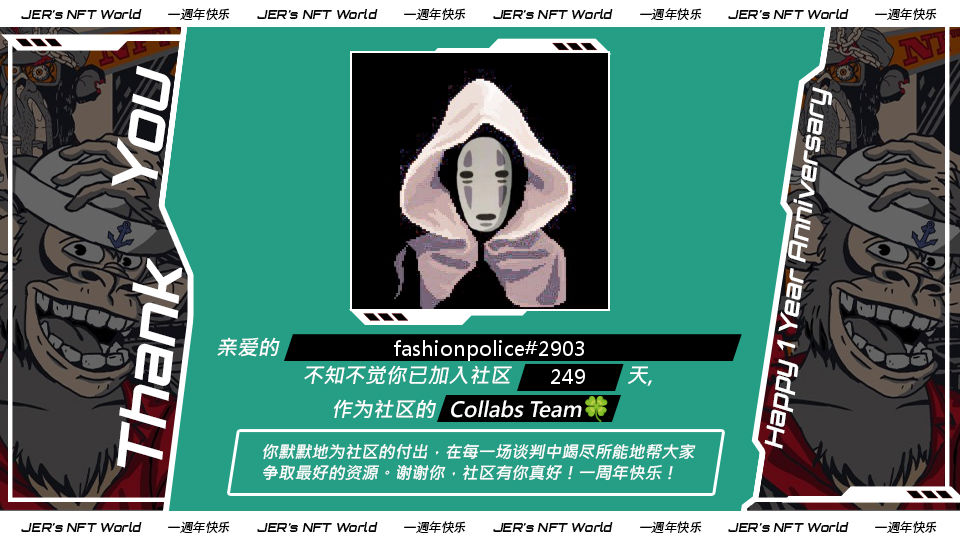 JER's NFT World 一週年快乐 JER's NFT World 一週年快乐 JER's NFT World 一週年快乐 JER's NFT World 一週年快乐
Thank You
Happy 1 Year Anniversary
亲爱的 fashionpolice#2903
不知不觉你已加入社区 249 天,
作为社区的 Collabs Team🍀
你默默地为社区的付出，在每一场谈判中竭尽所能地帮大家
争取最好的资源。谢谢你，社区有你真好！一周年快乐！
JER's NFT World 一週年快乐 JER's NFT World 一週年快乐 JER's NFT World 一週年快乐 JER's NFT World 一週年快乐